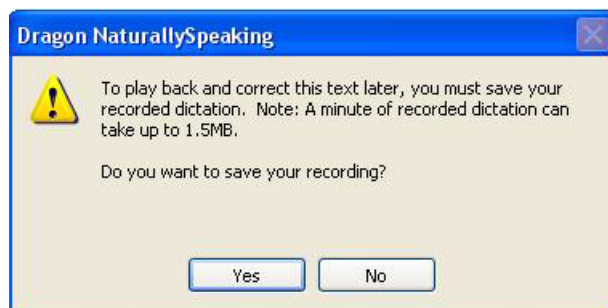 Dragon NaturallySpeaking
To play back and correct this text later, you must save your
recorded dictation. Note: A minute of recorded dictation can
take up to 1.5MB.
Do you want to save your recording?
Yes
No